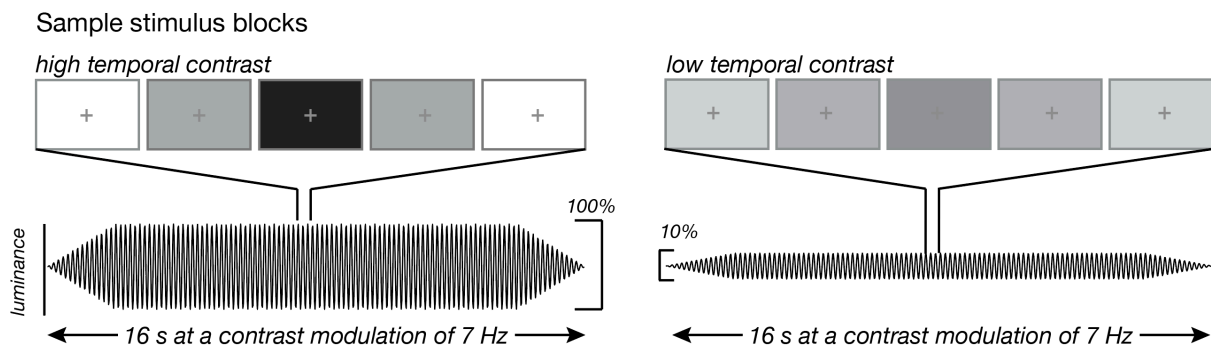 Sample stimulus blocks
high temporal contrast
low temporal contrast
100%
10%
luminance
16 s at a contrast modulation of 7 Hz
16 s at a contrast modulation of 7 Hz